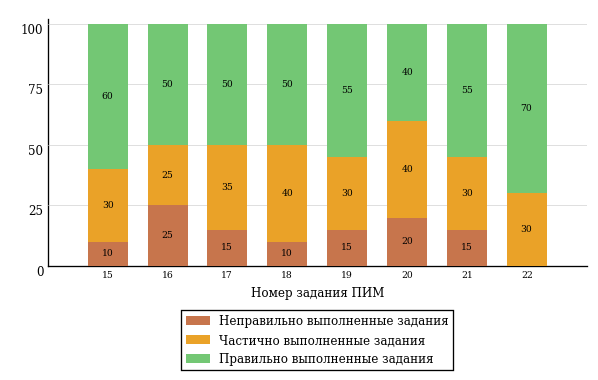 100
75
50
25
0
60 50 50 50 55 40 55 70
30 25 35 40 30 40 30 30
10 25 15 10 15 20 15
15 16 17 18 19 20 21 22
Номер задания ПИМ
Неправильно выполненные задания
Частично выполненные задания
Правильно выполненные задания